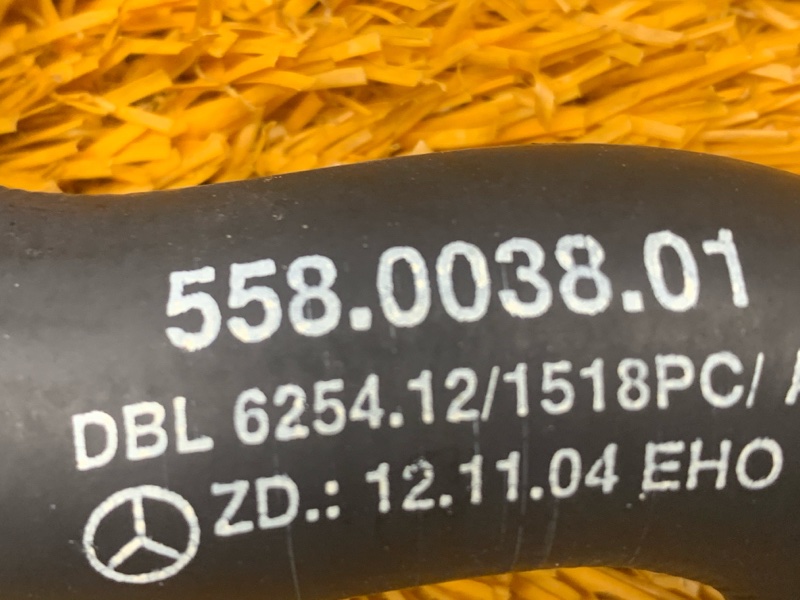 558.0038.01
DBL 6254.12/1518PC/
ZD.: 12.11.04 EHO